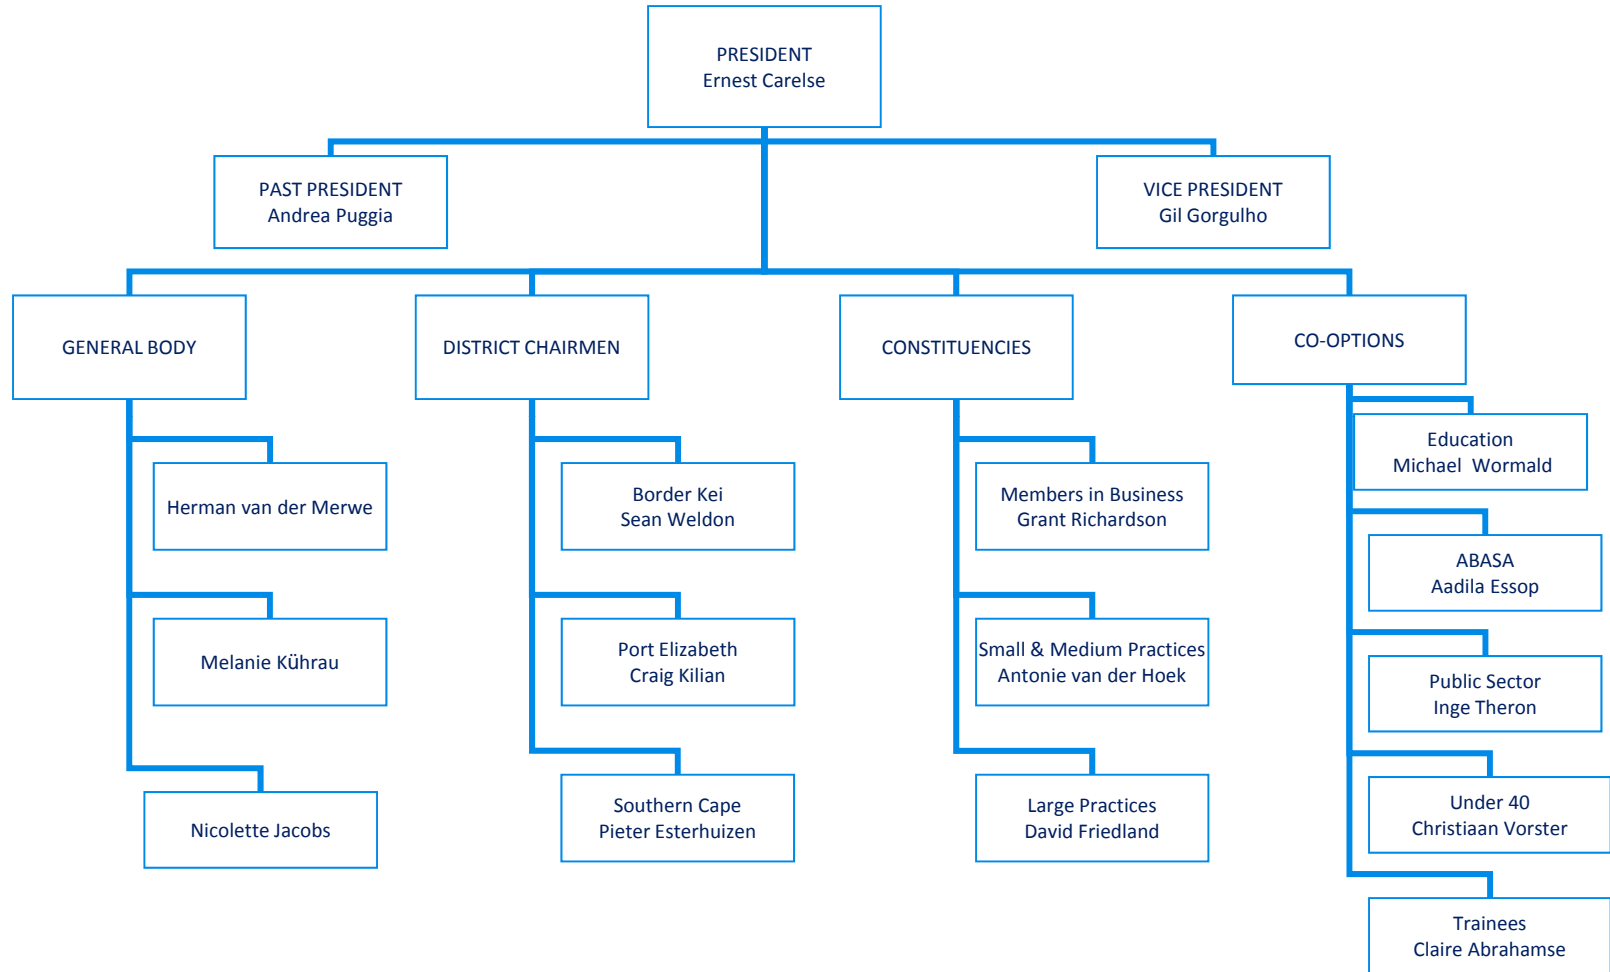 PRESIDENT
Ernest Carelse
PAST PRESIDENT
Andrea Puggia
VICE PRESIDENT
Gil Gorgulho
GENERAL BODY
DISTRICT CHAIRMEN
CONSTITUENCIES
CO-OPTIONS
Herman van der Merwe
Melanie Kührau
Nicolette Jacobs
Border Kei
Sean Weldon
Port Elizabeth
Craig Kilian
Southern Cape
Pieter Esterhuizen
Members in Business
Grant Richardson
Small & Medium Practices
Antonie van der Hoek
Large Practices
David Friedland
Education
Michael  Wormald
ABASA
Aadila Essop
Public Sector
Inge Theron
Under 40
Christiaan Vorster
Trainees
Claire Abrahamse